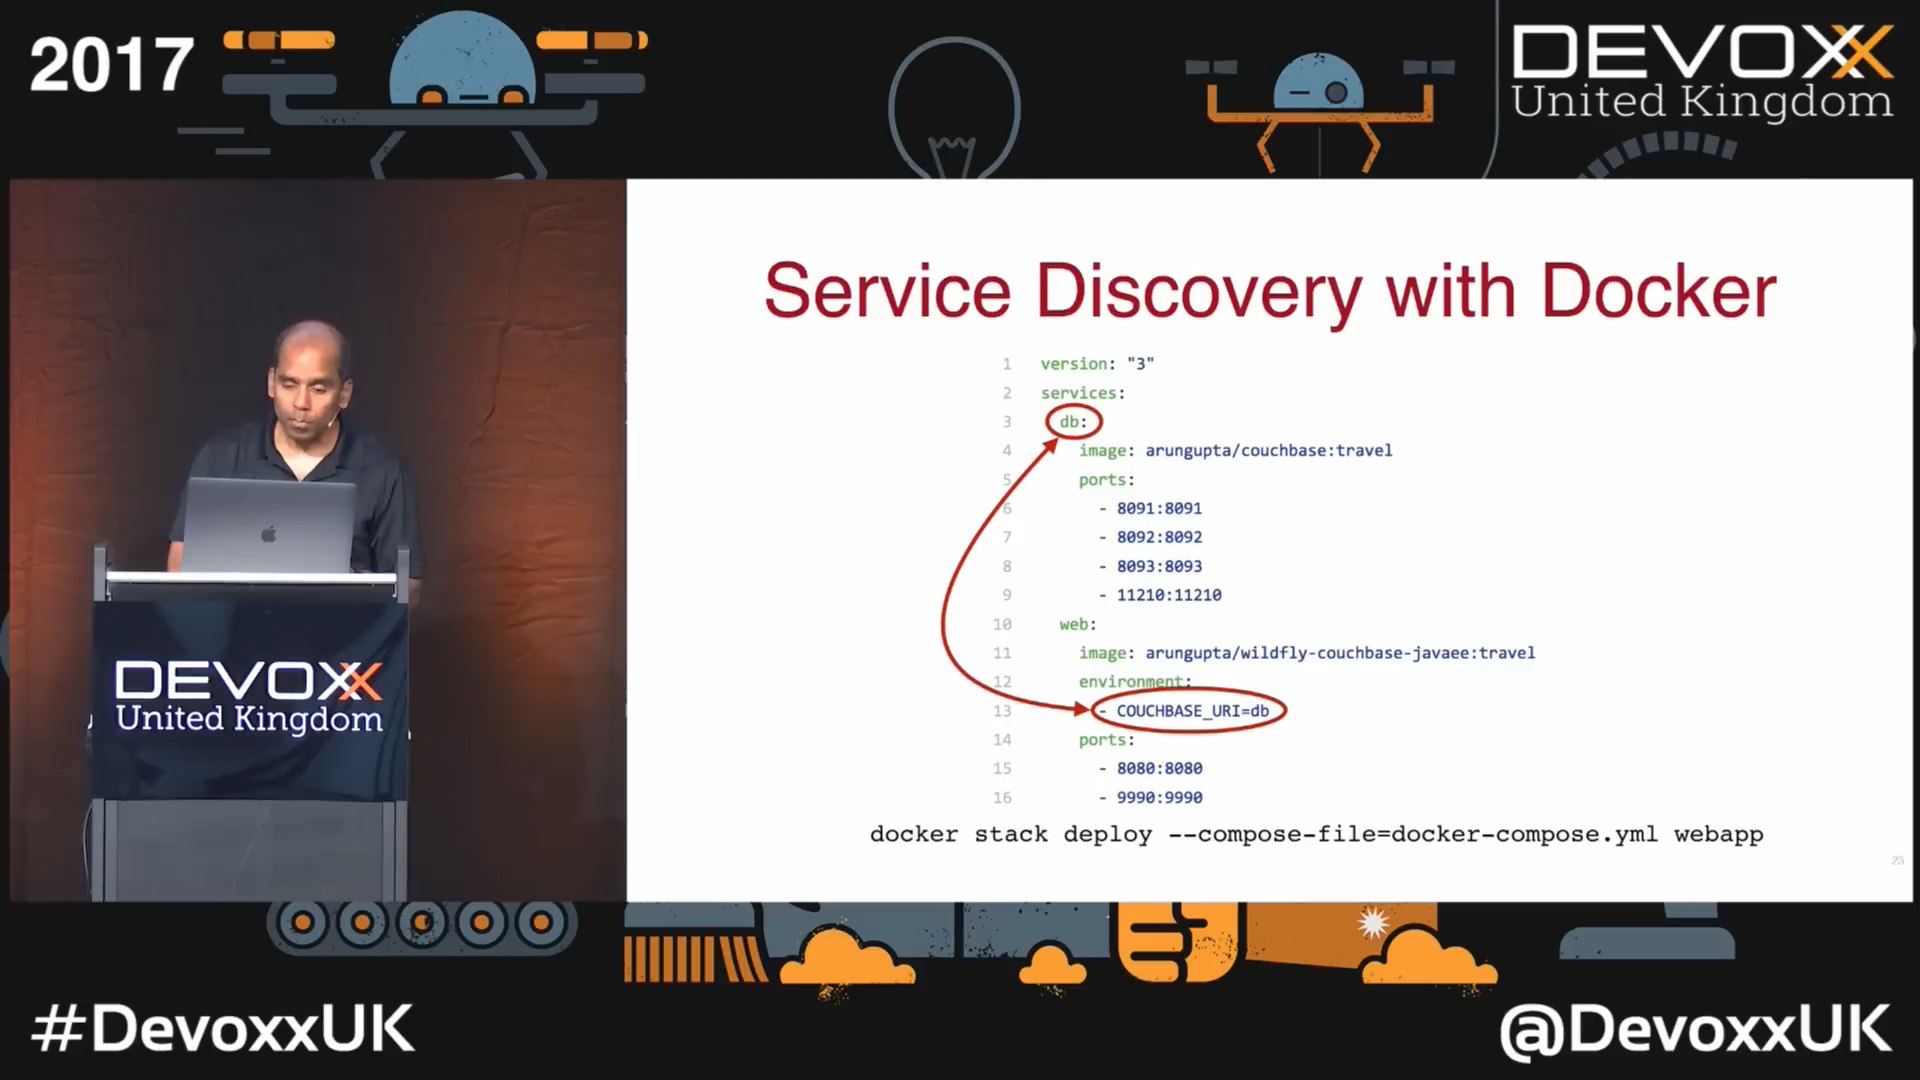 2017
DEVOXX
United Kingdom
DEVOXX
United Kingdom
Service Discovery with Docker
1 version: "3"
2 services:
3 db:
4 image: arungupta/couchbase:travel
5 ports:
6 - 8091:8091
7 - 8092:8092
8 - 8093:8093
9 - 11210:11210
10 web:
11 image: arungupta/wildfly-couchbase-javaee:travel
12 environment:
13 - COUCHBASE_URI=db
14 ports:
15 - 8080:8080
16 - 9990:9990
docker stack deploy --compose-file=docker-compose.yml webapp
23
#DevoxxUK
@DevoxxUK